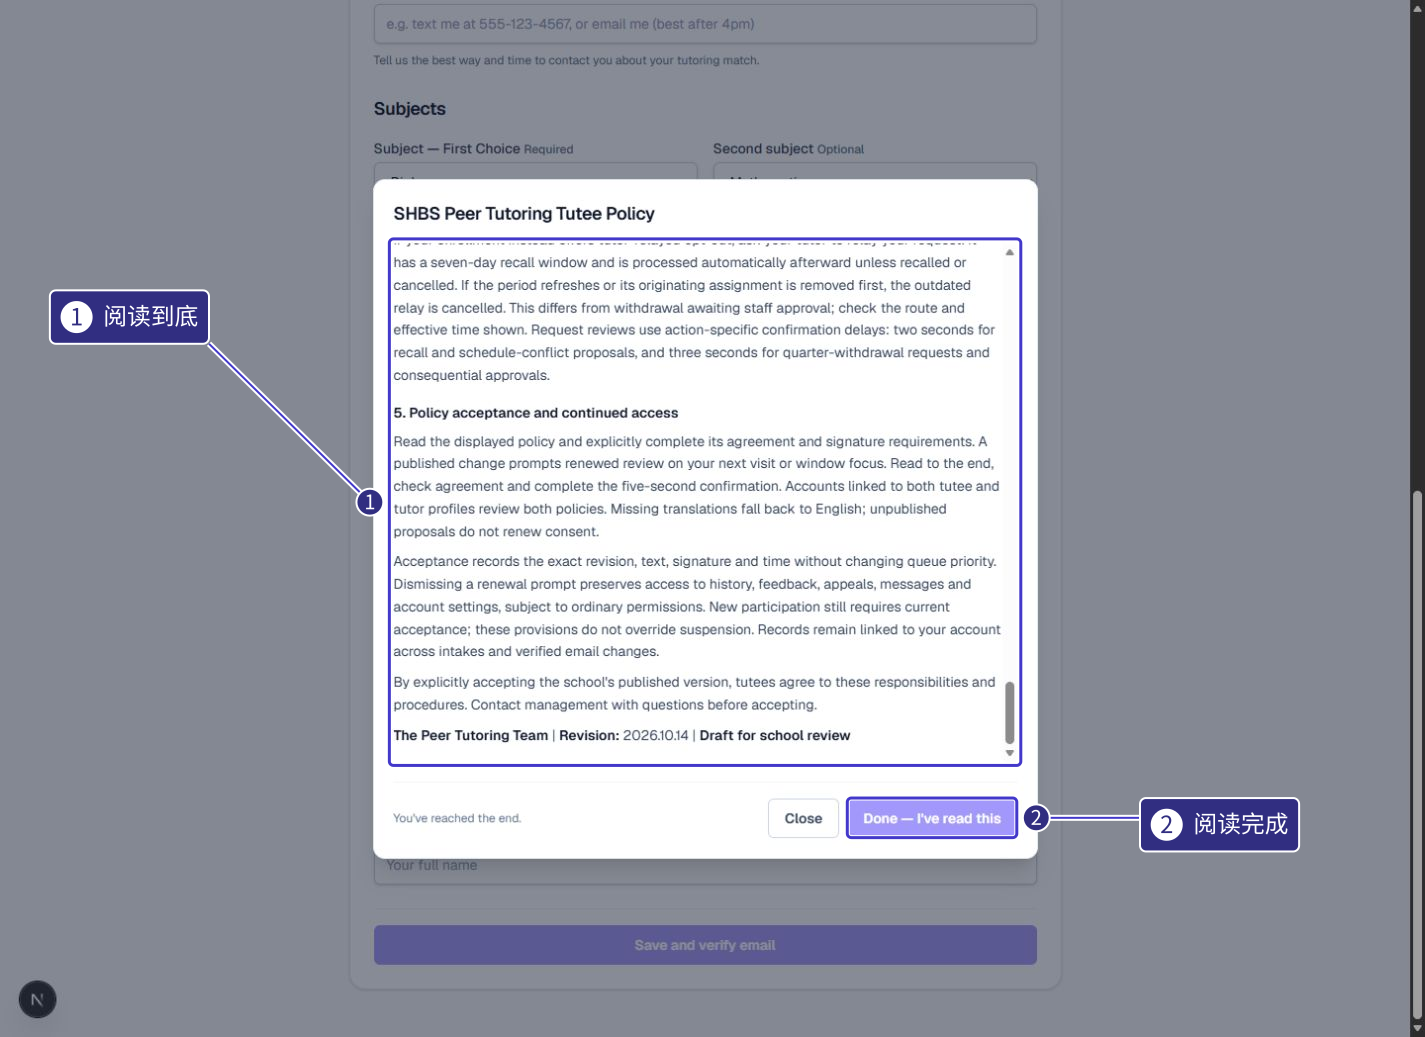 e.g. text me at 555-123-4567, or email me (best after 4pm)
Tell us the best way and time to contact you about your tutoring match.
Subjects
Subject — First Choice Required
Second subject Optional
SHBS Peer Tutoring Tutee Policy
has a seven-day recall window and is processed automatically afterward unless recalled or
cancelled. If the period refreshes or its originating assignment is removed first, the outdated
relay is cancelled. This differs from withdrawal awaiting staff approval; check the route and
effective time shown. Request reviews use action-specific confirmation delays: two seconds for
recall and schedule-conflict proposals, and three seconds for quarter-withdrawal requests and
consequential approvals.
1 阅读到底
5. Policy acceptance and continued access
Read the displayed policy and explicitly complete its agreement and signature requirements. A
published change prompts renewed review on your next visit or window focus. Read to the end,
check agreement and complete the five-second confirmation. Accounts linked to both tutee and
1
tutor profiles review both policies. Missing translations fall back to English; unpublished
proposals do not renew consent.
Acceptance records the exact revision, text, signature and time without changing queue priority.
Dismissing a renewal prompt preserves access to history, feedback, appeals, messages and
account settings, subject to ordinary permissions. New participation still requires current
acceptance; these provisions do not override suspension. Records remain linked to your account
across intakes and verified email changes.
By explicitly accepting the school's published version, tutees agree to these responsibilities and
procedures. Contact management with questions before accepting.
The Peer Tutoring Team | Revision: 2026.10.14 | Draft for school review
You've reached the end.
Close
Done — I've read this
2
2 阅读完成
Your full name
Save and verify email
N